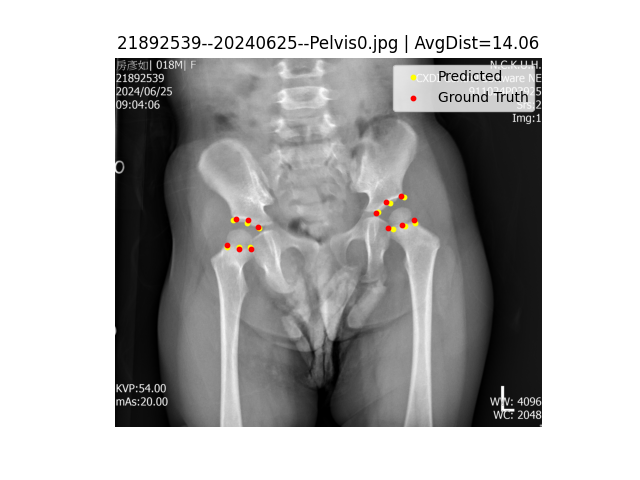 21892539--20240625--Pelvis0.jpg | AvgDist=14.06
018M| F
21892539
2024/06/25
09:04:06
N.C.K.U.H.
Predicted
Ground Truth
Img:1
O
KVP:54.00
mAs:20.00
L
WW: 4096
WC: 2048